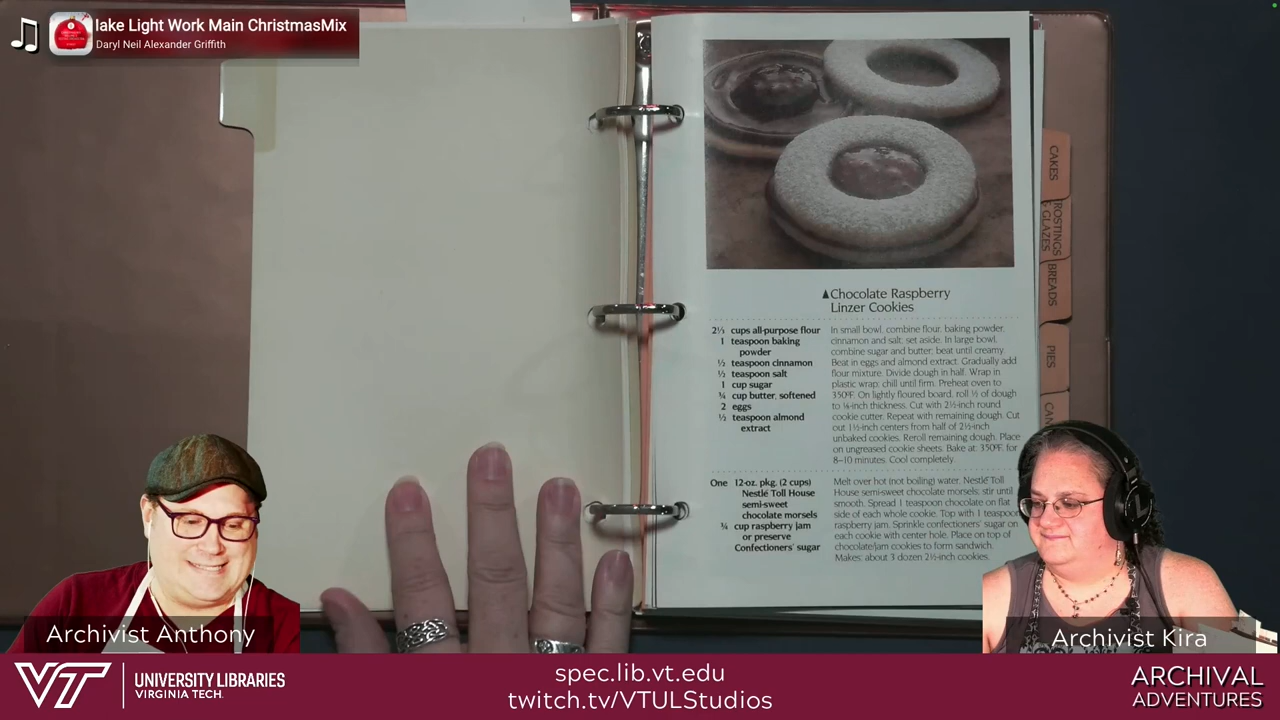 lake Light Work Main ChristmasMix
Daryl Neil Alexander Griffith
CAKES
ROSTINGS
GLAZES
BREADS
PIES
CAN
▲Chocolate Raspberry
Linzer Cookies
2⅓ cups all-purpose flour
1 teaspoon baking
powder
½ teaspoon cinnamon
½ teaspoon salt
1 cup sugar
¾ cup butter, softened
2 eggs
½ teaspoon almond
extract
In small bowl, combine flour, baking powder,
cinnamon and salt; set aside. In large bowl,
combine sugar and butter; beat until creamy.
Beat in eggs and almond extract. Gradually add
flour mixture. Divide dough in half. Wrap in
plastic wrap; chill until firm. Preheat oven to
350°F. On lightly floured board, roll ½ of dough
to ⅛-inch thickness. Cut with 2½-inch round
cookie cutter. Repeat with remaining dough. Cut
out 1½-inch centers from half of 2½-inch
unbaked cookies. Reroll remaining dough. Place
on ungreased cookie sheets. Bake at: 350°F. for
8–10 minutes. Cool completely.
One 12-oz. pkg. (2 cups)
Nestlé Toll House
semi-sweet
chocolate morsels
¾ cup raspberry jam
or preserve
Confectioners' sugar
Melt over hot (not boiling) water, Nestlé Toll
House semi-sweet chocolate morsels; stir until
smooth. Spread 1 teaspoon chocolate on flat
side of each whole cookie. Top with 1 teaspoon
raspberry jam. Sprinkle confectioners' sugar on
each cookie with center hole. Place on top of
chocolate/jam cookies to form sandwich.
Makes: about 3 dozen 2½-inch cookies.
Archivist Anthony
Archivist Kira
VT
UNIVERSITY LIBRARIES
VIRGINIA TECH.
spec.lib.vt.edu
twitch.tv/VTULStudios
ARCHIVAL
ADVENTURES